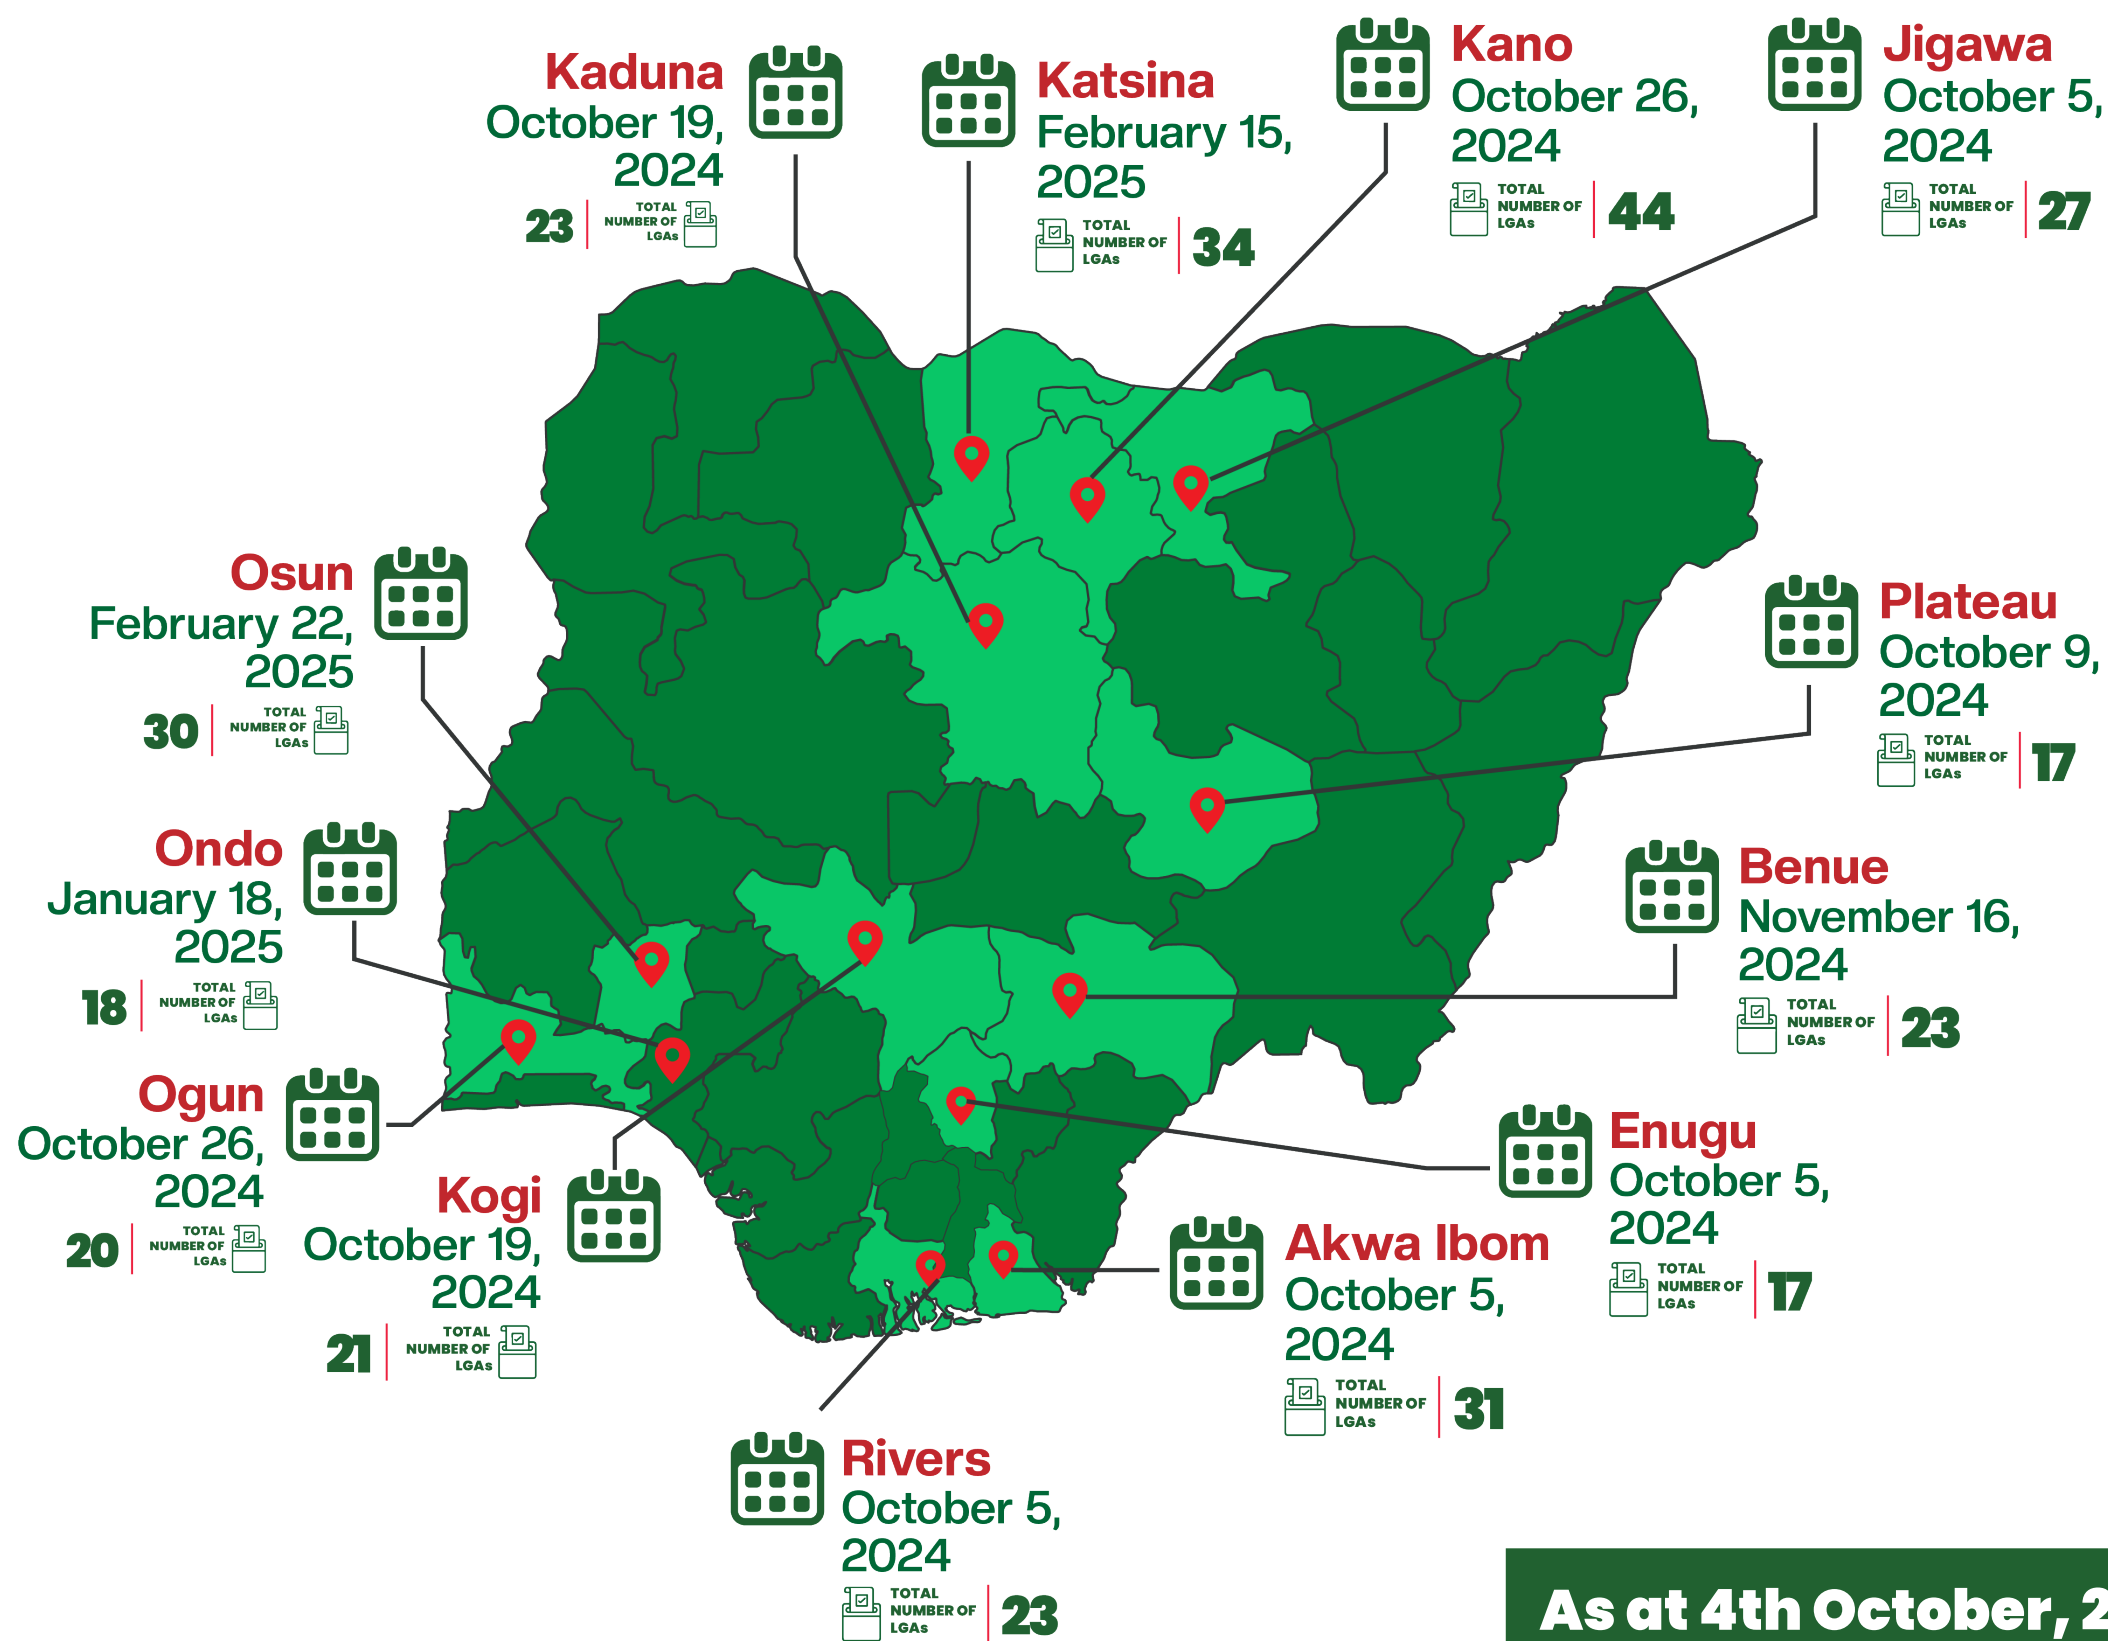 Kaduna
October 19,
2024
23
TOTAL
NUMBER OF
LGAs
Katsina
February 15,
2025
TOTAL
NUMBER OF
LGAs
34
Kano
October 26,
2024
TOTAL
NUMBER OF
LGAs
44
Jigawa
October 5,
2024
TOTAL
NUMBER OF
LGAs
27
Osun
February 22,
2025
30
TOTAL
NUMBER OF
LGAs
Plateau
October 9,
2024
TOTAL
NUMBER OF
LGAs
17
Ondo
January 18,
2025
18
TOTAL
NUMBER OF
LGAs
Benue
November 16,
2024
TOTAL
NUMBER OF
LGAs
23
Ogun
October 26,
2024
20
TOTAL
NUMBER OF
LGAs
Kogi
October 19,
2024
21
TOTAL
NUMBER OF
LGAs
Enugu
October 5,
2024
TOTAL
NUMBER OF
LGAs
17
Akwa Ibom
October 5,
2024
TOTAL
NUMBER OF
LGAs
31
Rivers
October 5,
2024
TOTAL
NUMBER OF
LGAs
23
As at 4th October, 2